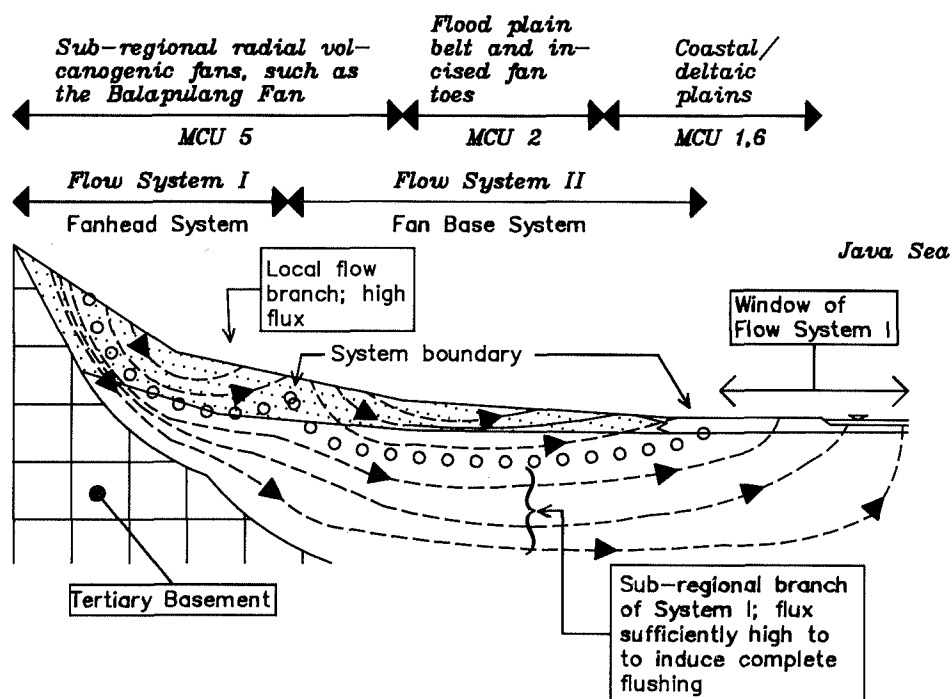 Sub-regional radial vol-
canogenic fans, such as
the Balapulang Fan
Flood plain
belt and in-
cised fan
toes
Coastal/
deltaic
plains
MCU 5
MCU 2
MCU 1,6
Flow System I
Flow System II
Fanhead System
Fan Base System
Java Sea
Local flow
branch; high
flux
Window of
Flow System I
System boundary
Tertiary Basement
Sub-regional branch
of System I; flux
sufficiently high to
to induce complete
flushing